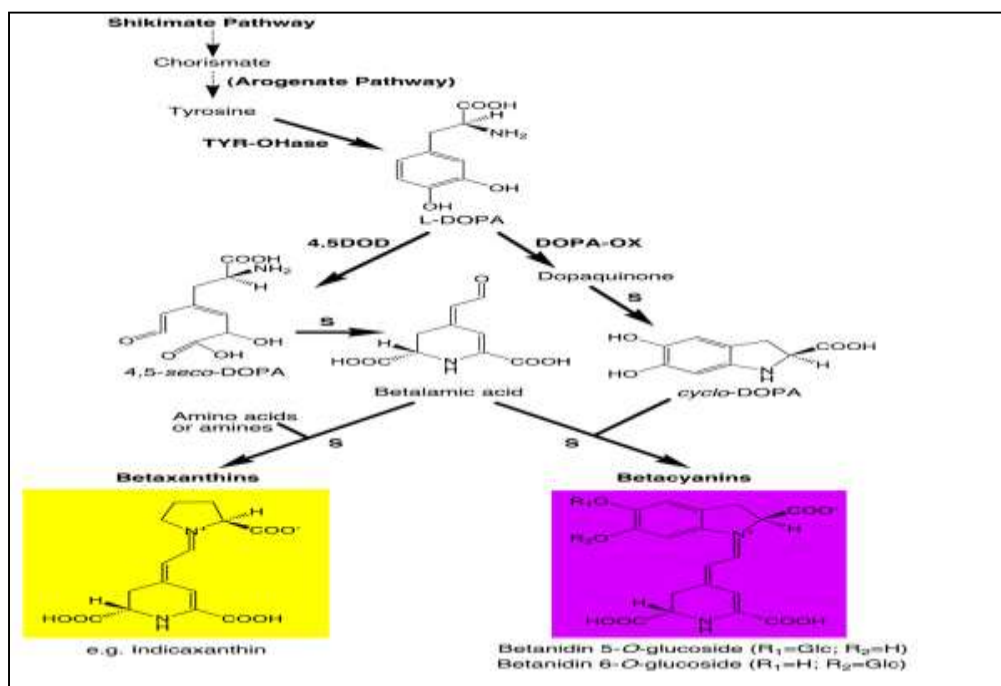 Shikimate Pathway
Chorismate
(Arogenate Pathway)
Tyrosine
TYR-OHase
COOH
H
NH₂
OH
OH
L-DOPA
4,5DOD
DOPA-OX
COOH
NH₂
H
O
OH
O
OH
4,5-seco-DOPA
S
O
H
HOOC
N
H
COOH
Betalamic acid
Dopaquinone
S
HO
HO
COOH
H
N
H
cyclo-DOPA
Amino acids
or amines
S
S
Betaxanthins
Betacyanins
H
N⁺
COO⁻
H
HOOC
N
H
COOH
R₁O
R₂O
COO⁻
H
N⁺
H
HOOC
N
H
COOH
e.g. Indicaxanthin
Betanidin 5-O-glucoside (R₁=Glc; R₂=H)
Betanidin 6-O-glucoside (R₁=H; R₂=Glc)